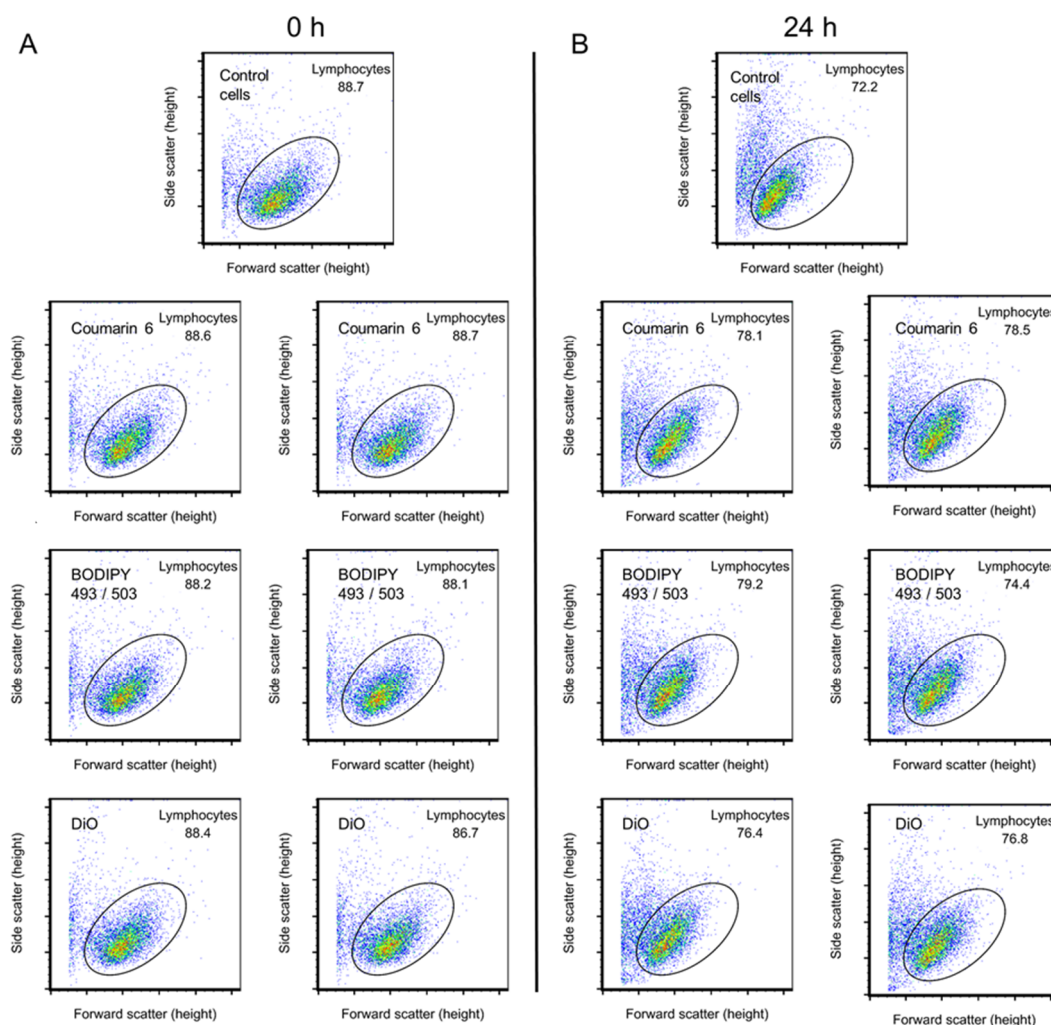 A
0 h
B
24 h
Control
cells
Lymphocytes
88.7
Side scatter (height)
Forward scatter (height)
Control
cells
Lymphocytes
72.2
Side scatter (height)
Forward scatter (height)
Coumarin 6
Lymphocytes
88.6
Side scatter (height)
Forward scatter (height)
Coumarin 6
Lymphocytes
88.7
Side scatter (height)
Forward scatter (height)
Coumarin 6
Lymphocytes
78.1
Side scatter (height)
Forward scatter (height)
Coumarin 6
Lymphocytes
78.5
Side scatter (height)
Forward scatter (height)
BODIPY
493 / 503
Lymphocytes
88.2
Side scatter (height)
Forward scatter (height)
BODIPY
493 / 503
Lymphocytes
88.1
Side scatter (height)
Forward scatter (height)
BODIPY
493 / 503
Lymphocytes
79.2
Side scatter (height)
Forward scatter (height)
BODIPY
493 / 503
Lymphocytes
74.4
Side scatter (height)
Forward scatter (height)
DiO
Lymphocytes
88.4
Side scatter (height)
Forward scatter (height)
DiO
Lymphocytes
86.7
Side scatter (height)
Forward scatter (height)
DiO
Lymphocytes
76.4
Side scatter (height)
Forward scatter (height)
DiO
Lymphocytes
76.8
Side scatter (height)
Forward scatter (height)